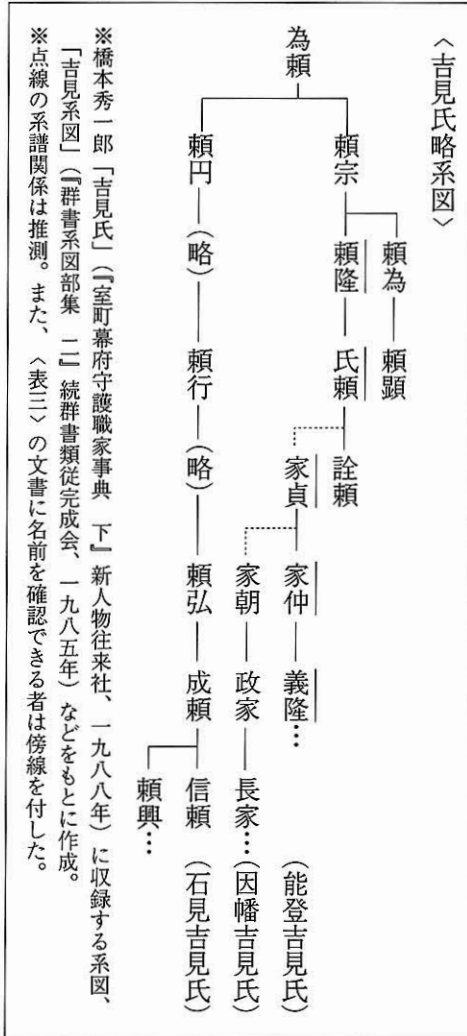 〈吉見氏略系図〉
為頼
頼為―頼顕
頼宗
頼隆―氏頼
詮頼
家貞
家仲―義隆…（能登吉見氏）
家朝―政家―長家…（因幡吉見氏）
頼円―（略）―頼行―（略）―頼弘―成頼
信頼（石見吉見氏）
頼興…
※橋本秀一郎「吉見氏」（『室町幕府守護職家事典　下』新人物往来社、一九八八年）に収録する系図、
「吉見系図」（『群書系図部集　二』続群書類従完成会、一九八五年）などをもとに作成。
※点線の系譜関係は推測。また、〈表三〉の文書に名前を確認できる者は傍線を付した。